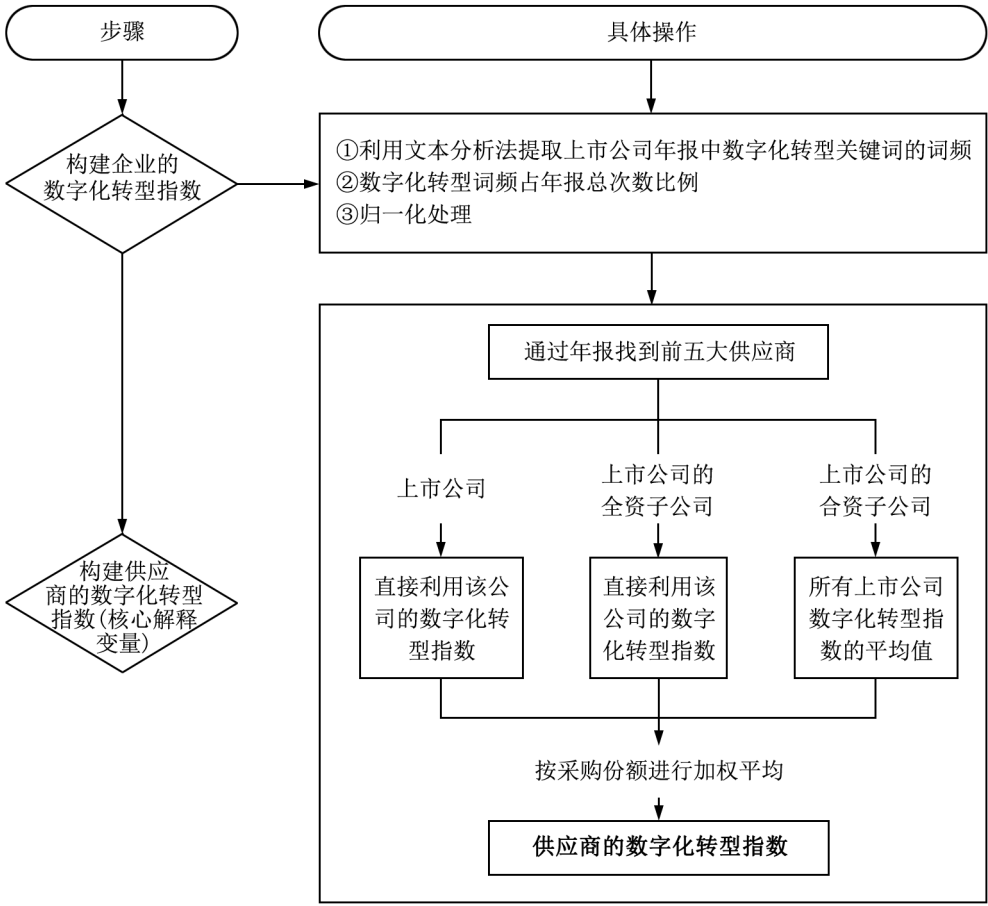 步骤
具体操作
构建企业的
数字化转型指数
①利用文本分析法提取上市公司年报中数字化转型关键词的词频
②数字化转型词频占年报总次数比例
③归一化处理
通过年报找到前五大供应商
上市公司
上市公司的
全资子公司
上市公司的
合资子公司
构建供应
商的数字化转型
指数(核心解释
变量)
直接利用该公
司的数字化转
型指数
直接利用该
公司的数字
化转型指数
所有上市公司
数字化转型指
数的平均值
按采购份额进行加权平均
供应商的数字化转型指数